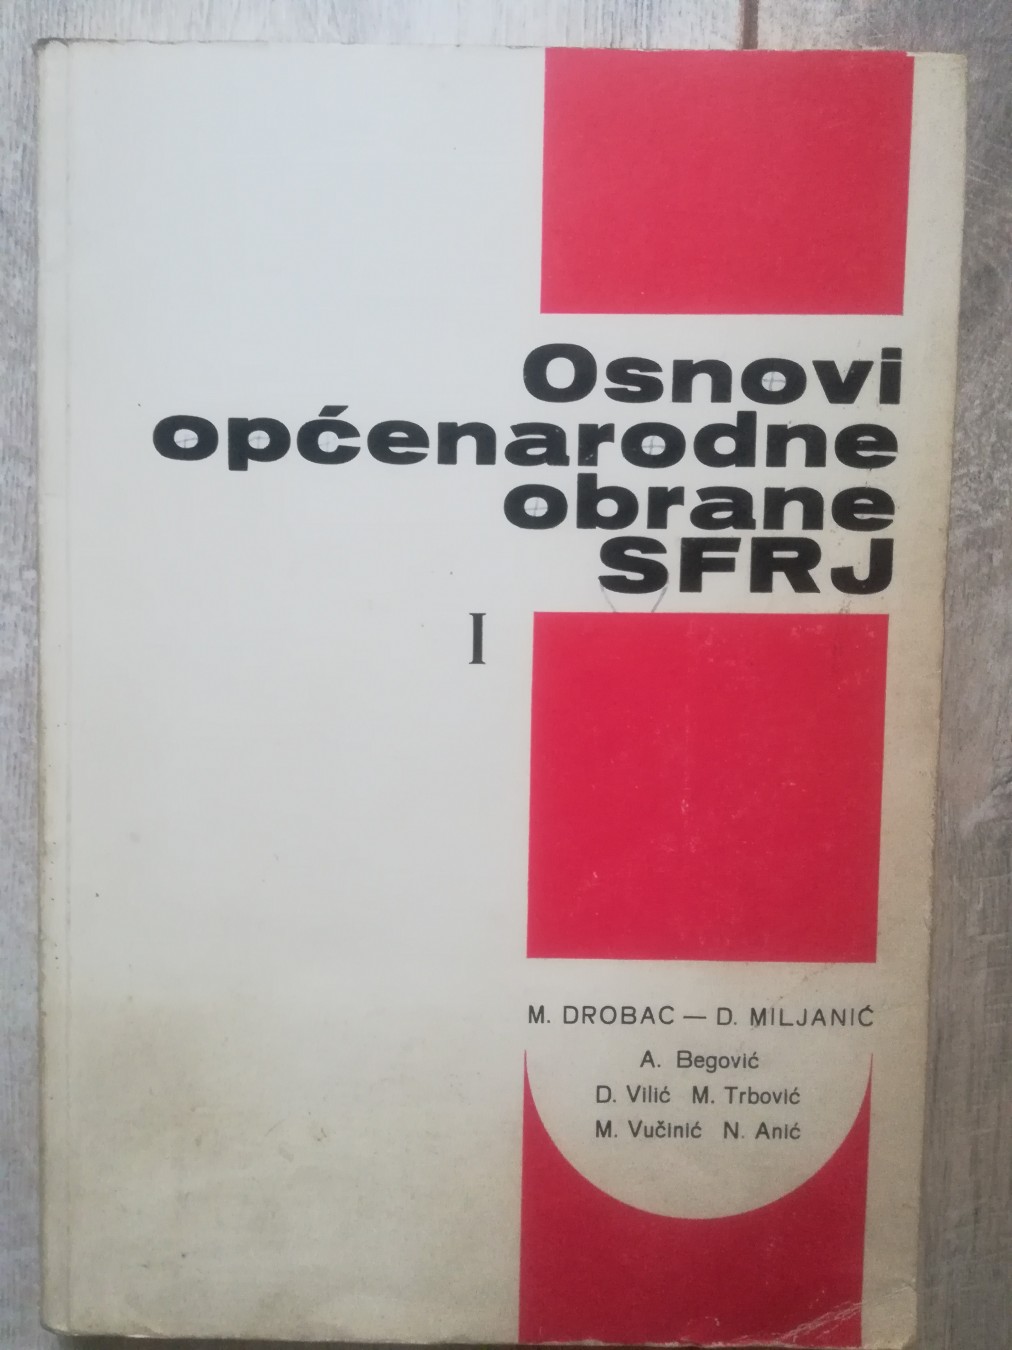 Osnovi
općenarodne
obrane
SFRJ
I
M. DROBAC — D. MILJANIĆ
A. Begović
D. Vilić M. Trbović
M. Vučinić N. Anić